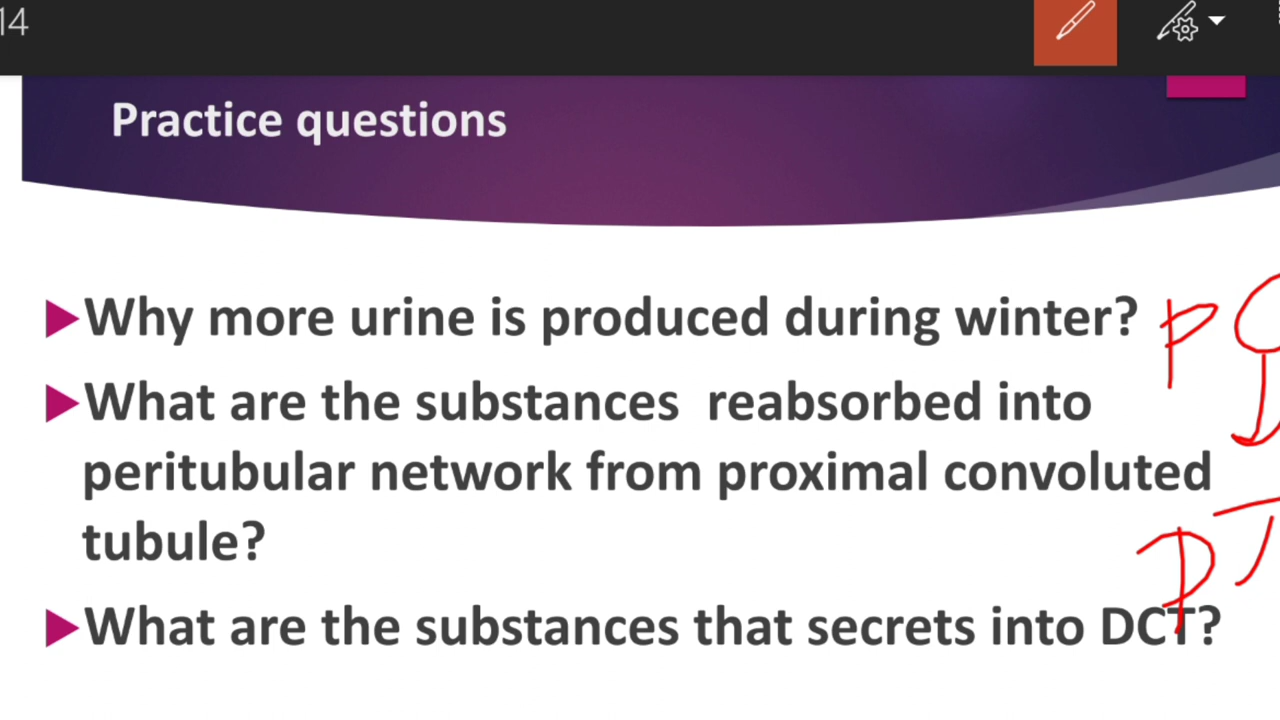 14
Practice questions
Why more urine is produced during winter?
What are the substances reabsorbed into
peritubular network from proximal convoluted
tubule?
What are the substances that secrets into DCT?